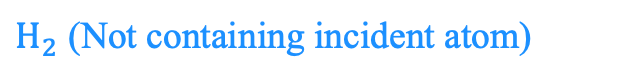 H₂ (Not containing incident atom)